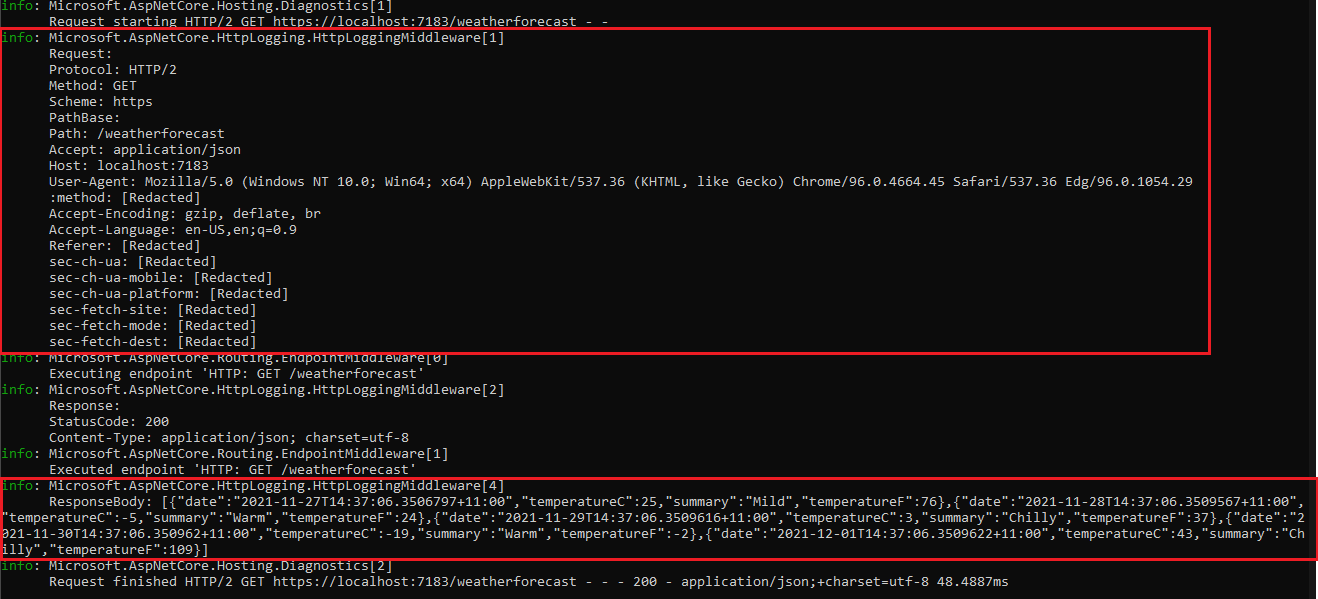 info: Microsoft.AspNetCore.Hosting.Diagnostics[1]
Request starting HTTP/2 GET https://localhost:7183/weatherforecast - -
info: Microsoft.AspNetCore.HttpLogging.HttpLoggingMiddleware[1]
Request:
Protocol: HTTP/2
Method: GET
Scheme: https
PathBase:
Path: /weatherforecast
Accept: application/json
Host: localhost:7183
User-Agent: Mozilla/5.0 (Windows NT 10.0; Win64; x64) AppleWebKit/537.36 (KHTML, like Gecko) Chrome/96.0.4664.45 Safari/537.36 Edg/96.0.1054.29
:method: [Redacted]
Accept-Encoding: gzip, deflate, br
Accept-Language: en-US,en;q=0.9
Referer: [Redacted]
sec-ch-ua: [Redacted]
sec-ch-ua-mobile: [Redacted]
sec-ch-ua-platform: [Redacted]
sec-fetch-site: [Redacted]
sec-fetch-mode: [Redacted]
sec-fetch-dest: [Redacted]
info: Microsoft.AspNetCore.Routing.EndpointMiddleware[0]
Executing endpoint 'HTTP: GET /weatherforecast'
info: Microsoft.AspNetCore.HttpLogging.HttpLoggingMiddleware[2]
Response:
StatusCode: 200
Content-Type: application/json; charset=utf-8
info: Microsoft.AspNetCore.Routing.EndpointMiddleware[1]
Executed endpoint 'HTTP: GET /weatherforecast'
info: Microsoft.AspNetCore.HttpLogging.HttpLoggingMiddleware[4]
ResponseBody: [{"date":"2021-11-27T14:37:06.3506797+11:00","temperatureC":25,"summary":"Mild","temperatureF":76},{"date":"2021-11-28T14:37:06.3509567+11:00",
"temperatureC":-5,"summary":"Warm","temperatureF":24},{"date":"2021-11-29T14:37:06.3509616+11:00","temperatureC":3,"summary":"Chilly","temperatureF":37},{"date":"2
021-11-30T14:37:06.350962+11:00","temperatureC":-19,"summary":"Warm","temperatureF":-2},{"date":"2021-12-01T14:37:06.3509622+11:00","temperatureC":43,"summary":"Ch
illy","temperatureF":109}]
info: Microsoft.AspNetCore.Hosting.Diagnostics[2]
Request finished HTTP/2 GET https://localhost:7183/weatherforecast - - - 200 - application/json;+charset=utf-8 48.4887ms